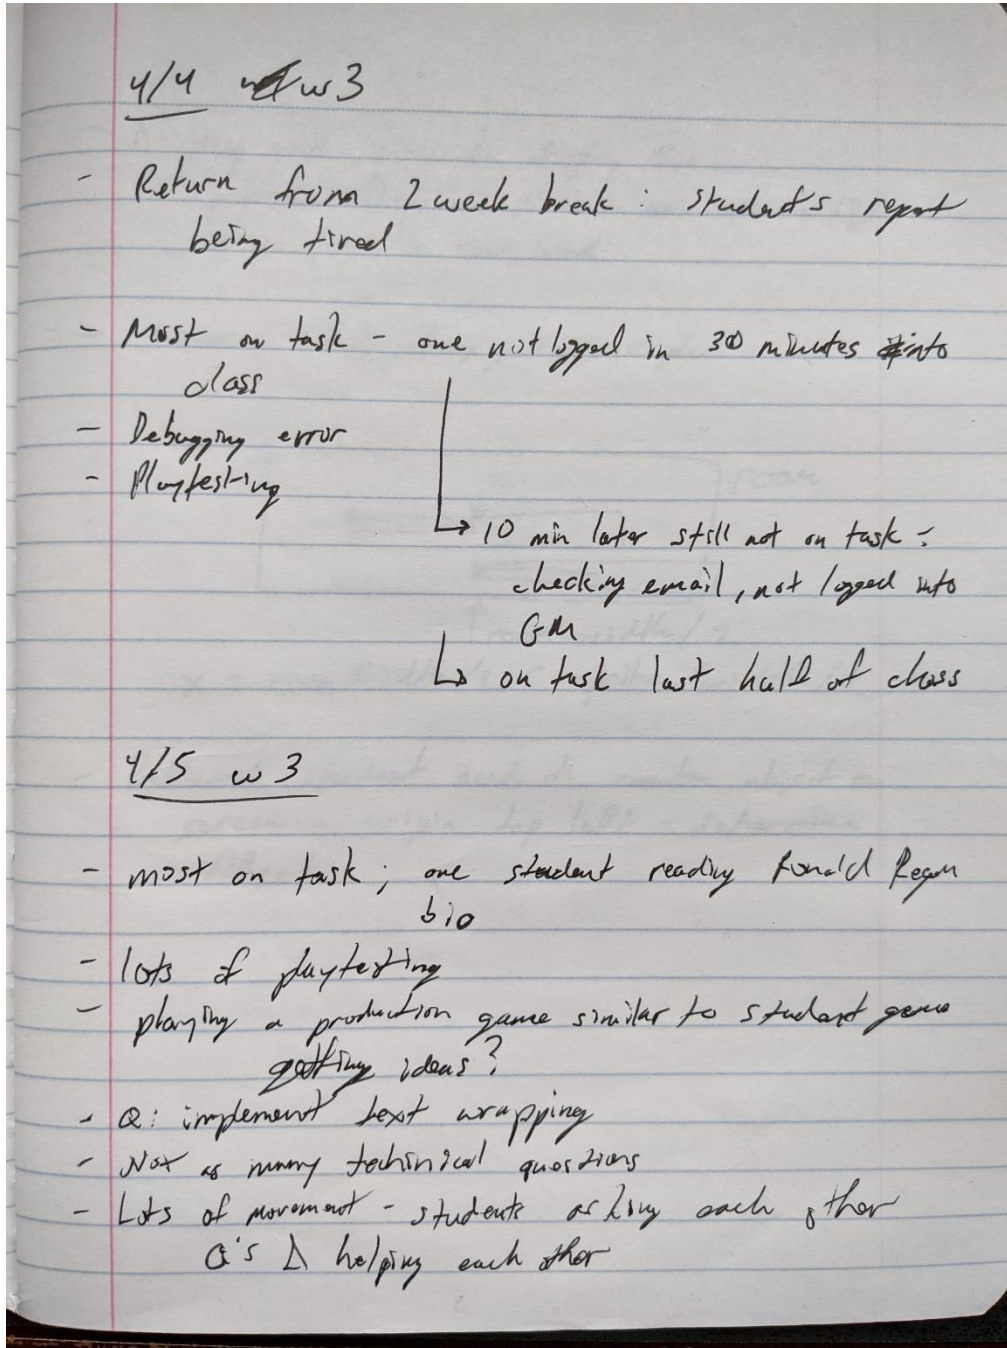 4/4 w3
- Return from 2 week break : student's report
being tired
- Most on task - one not logged in 30 minutes into
class
- Debugging error
- Playtesting
↳ 10 min later still not on task :
checking email, not logged into
GM
↳ on task last half of class
4/5 w3
- most on task ; one student reading Ronald Regan
bio
- lots of playtesting
- playing a production game similar to student game
getting ideas?
- Q: implement text wrapping
- Not as many techinical questions
- Lots of movement - students asking each other
Q's & helping each other